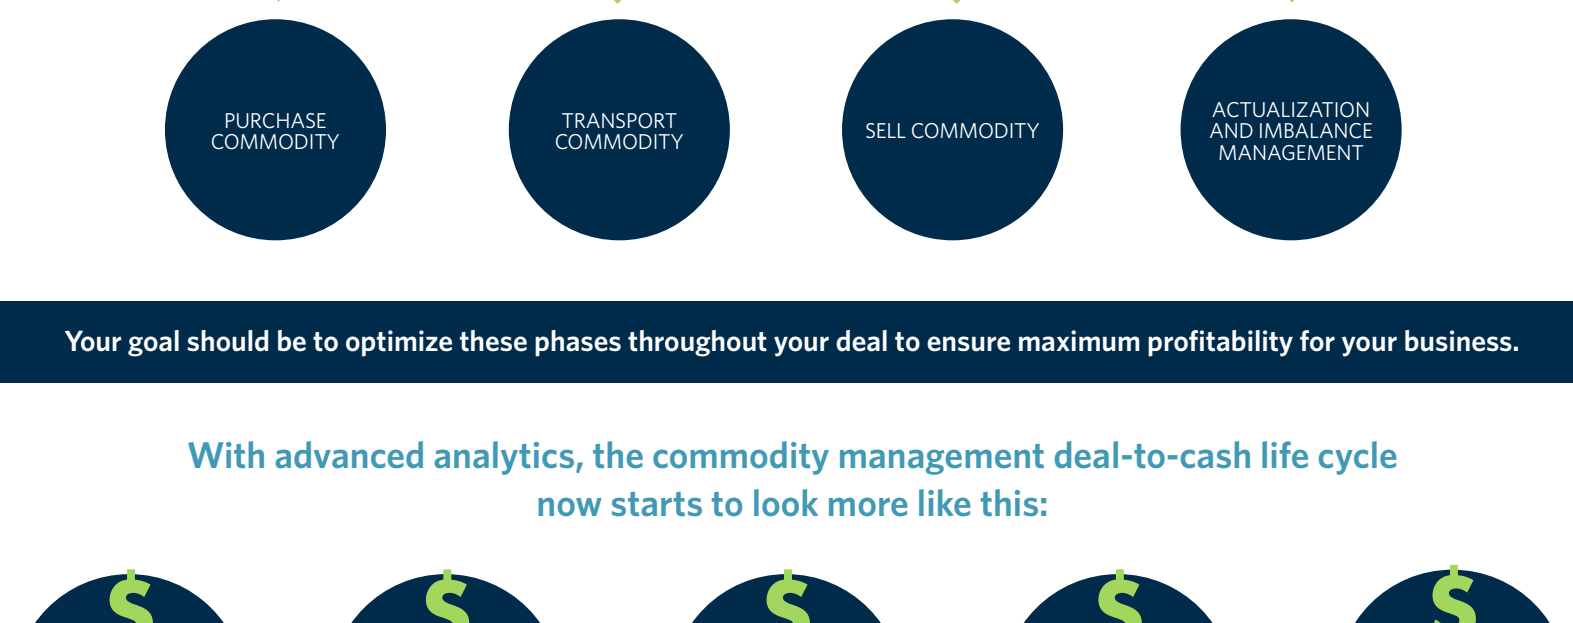 PURCHASE
COMMODITY
TRANSPORT
COMMODITY
SELL COMMODITY
ACTUALIZATION
AND IMBALANCE
MANAGEMENT
Your goal should be to optimize these phases throughout your deal to ensure maximum profitability for your business.
With advanced analytics, the commodity management deal-to-cash life cycle
now starts to look more like this:
$ $ $ $ $